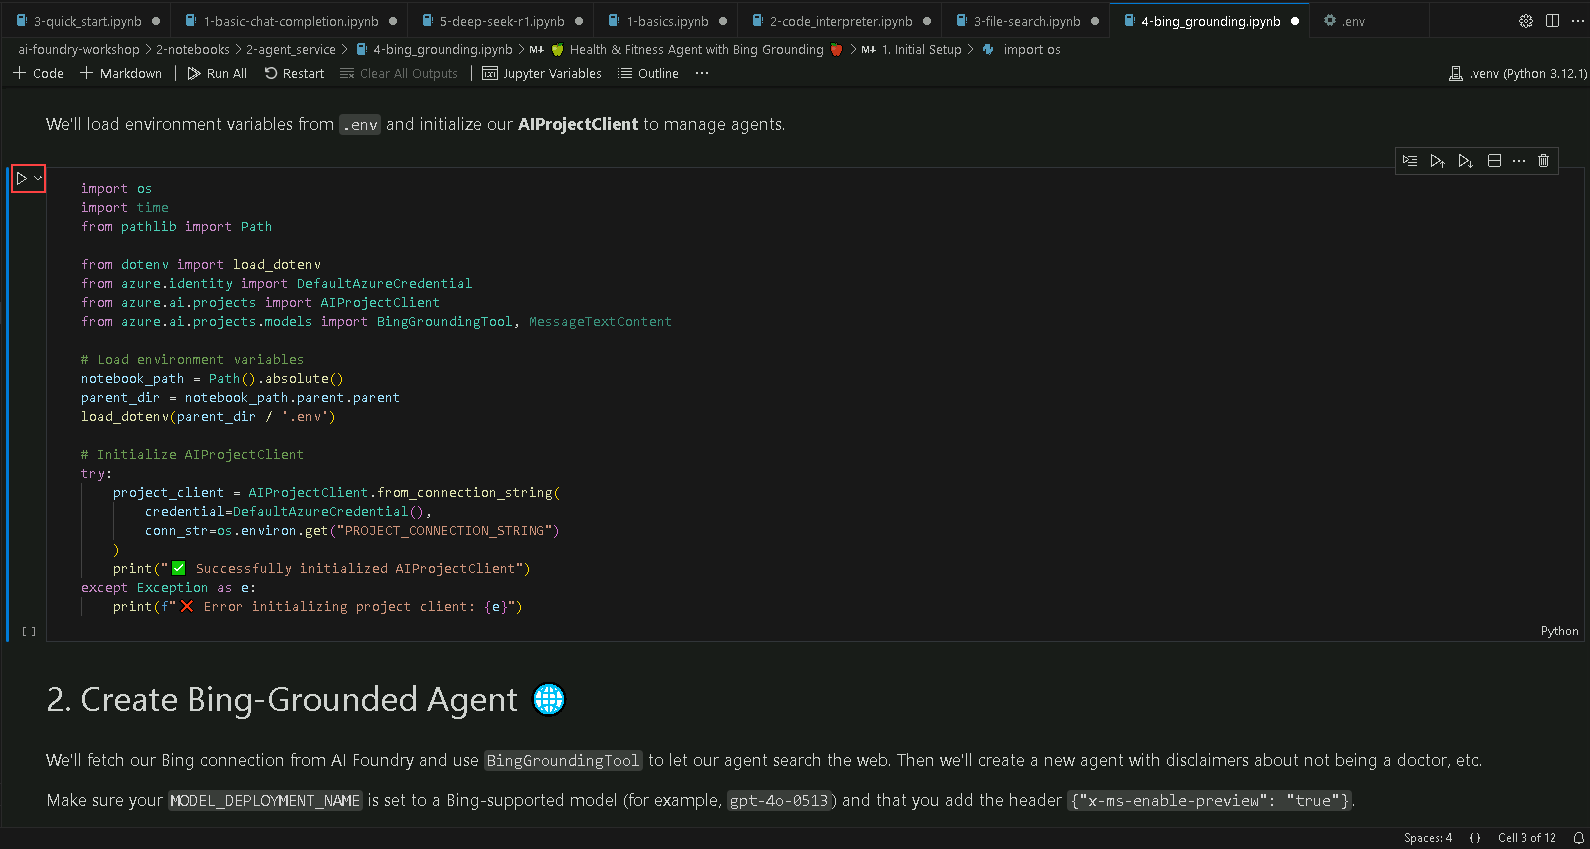 3-quick_start.ipynb
1-basic-chat-completion.ipynb
5-deep-seek-r1.ipynb
1-basics.ipynb
2-code_interpreter.ipynb
3-file-search.ipynb
4-bing_grounding.ipynb
.env
ai-foundry-workshop > 2-notebooks > 2-agent_service > 4-bing_grounding.ipynb > M↓ 🍏 Health & Fitness Agent with Bing Grounding 🍎 > M↓ 1. Initial Setup > import os
+ Code + Markdown | Run All Restart Clear All Outputs | Jupyter Variables Outline ···
.venv (Python 3.12.1)
We'll load environment variables from .env and initialize our AIProjectClient to manage agents.
import os
import time
from pathlib import Path
from dotenv import load_dotenv
from azure.identity import DefaultAzureCredential
from azure.ai.projects import AIProjectClient
from azure.ai.projects.models import BingGroundingTool, MessageTextContent
# Load environment variables
notebook_path = Path().absolute()
parent_dir = notebook_path.parent.parent
load_dotenv(parent_dir / '.env')
# Initialize AIProjectClient
try:
    project_client = AIProjectClient.from_connection_string(
        credential=DefaultAzureCredential(),
        conn_str=os.environ.get("PROJECT_CONNECTION_STRING")
    )
    print("✅ Successfully initialized AIProjectClient")
except Exception as e:
    print(f"❌ Error initializing project client: {e}")
[ ]
Python
2. Create Bing-Grounded Agent 🌐
We'll fetch our Bing connection from AI Foundry and use BingGroundingTool to let our agent search the web. Then we'll create a new agent with disclaimers about not being a doctor, etc.
Make sure your MODEL_DEPLOYMENT_NAME is set to a Bing-supported model (for example, gpt-4o-0513) and that you add the header {"x-ms-enable-preview": "true"}.
Spaces: 4 {} Cell 3 of 12